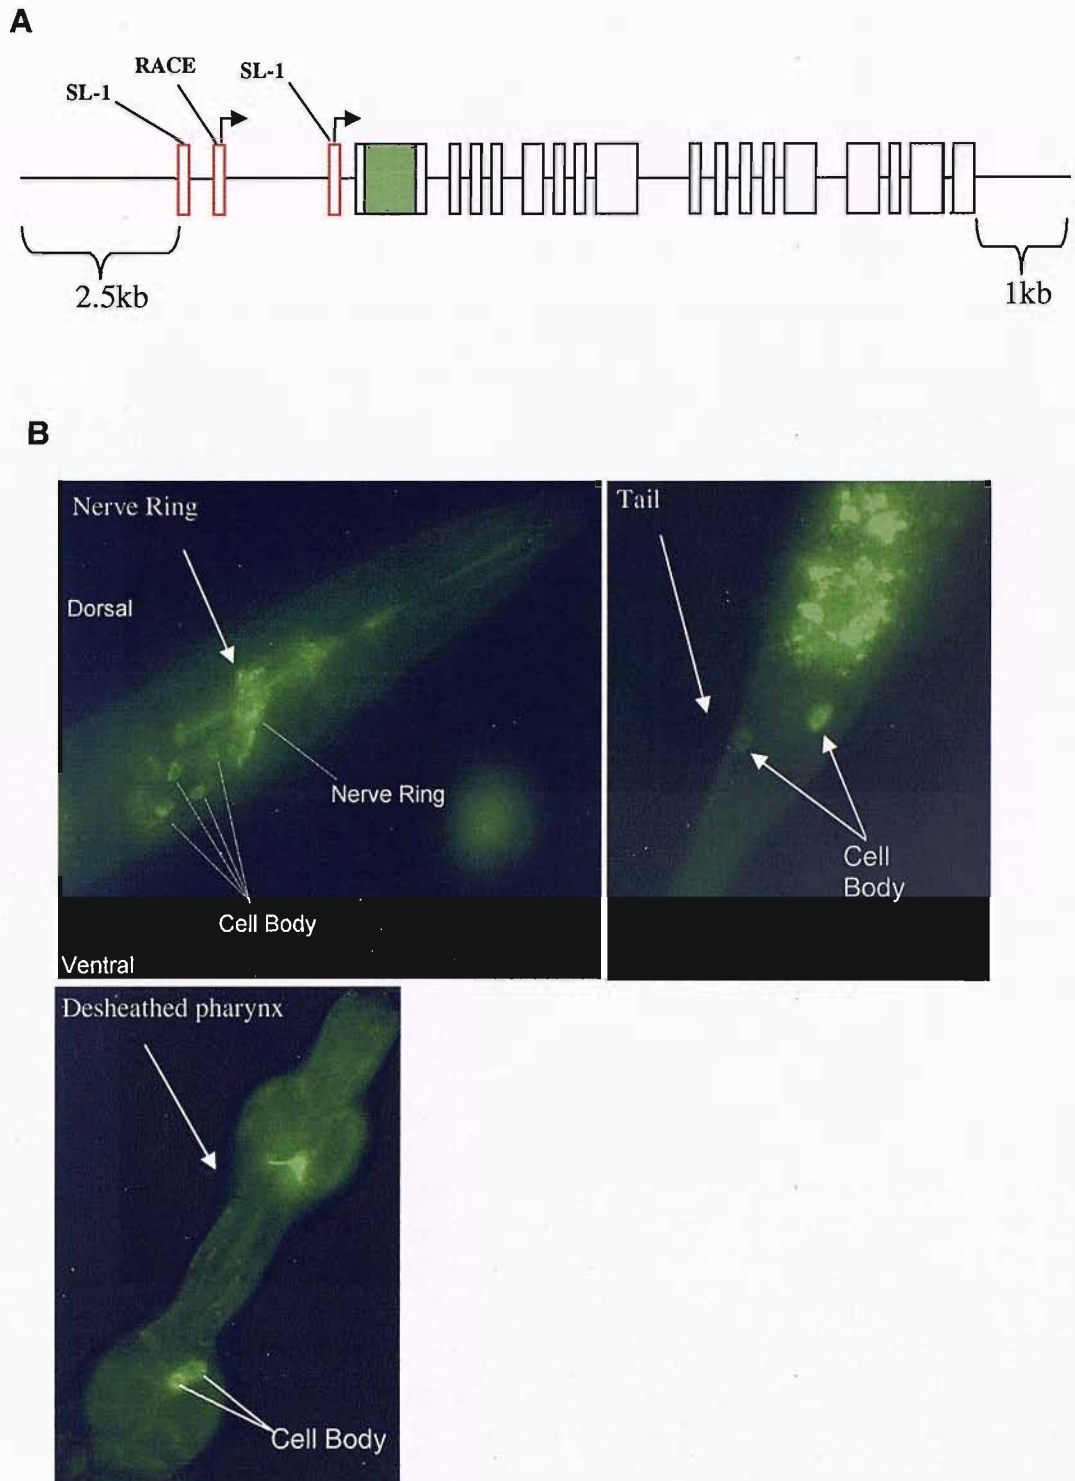 A
SL-1
RACE
SL-1
2.5kb
1kb
B
Nerve Ring
Dorsal
Nerve Ring
Cell Body
Ventral
Tail
Cell
Body
Desheathed pharynx
Cell Body